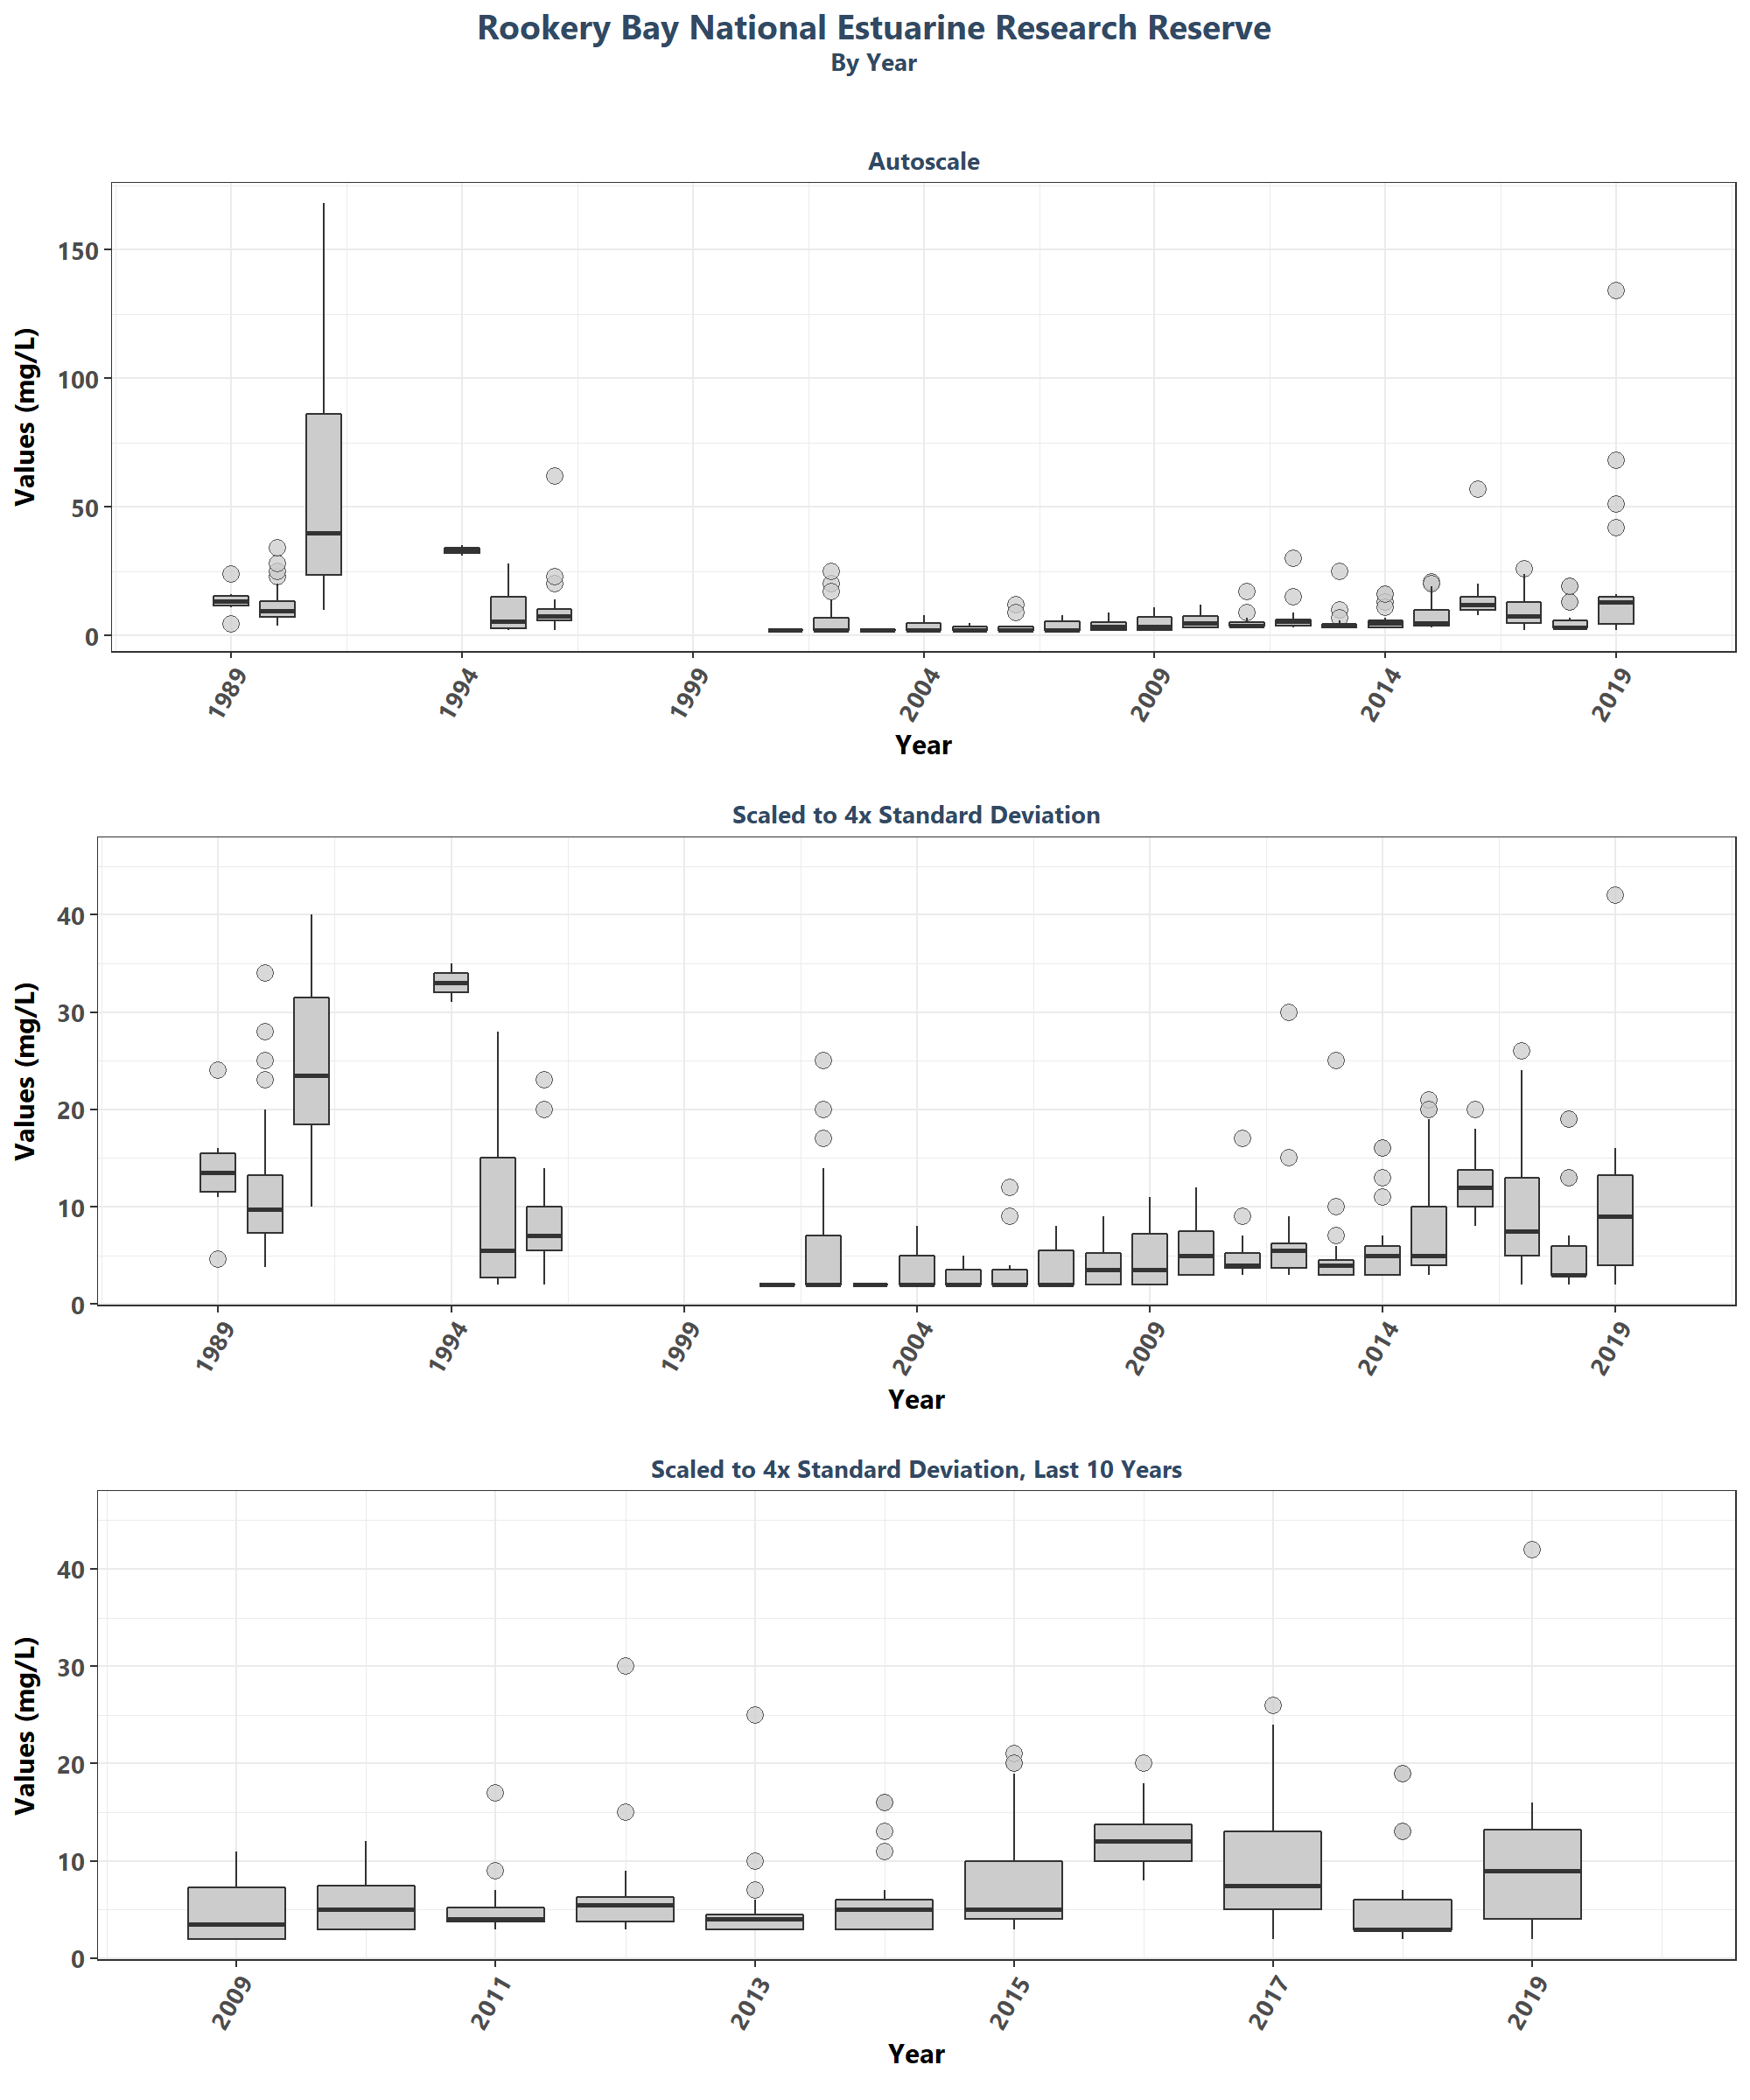 Rookery Bay National Estuarine Research Reserve
By Year
Autoscale
Values (mg/L)
150
100
50
0
1989 1994 1999 2004 2009 2014 2019
Year
Scaled to 4x Standard Deviation
Values (mg/L)
40
30
20
10
0
1989 1994 1999 2004 2009 2014 2019
Year
Scaled to 4x Standard Deviation, Last 10 Years
Values (mg/L)
40
30
20
10
0
2009 2011 2013 2015 2017 2019
Year